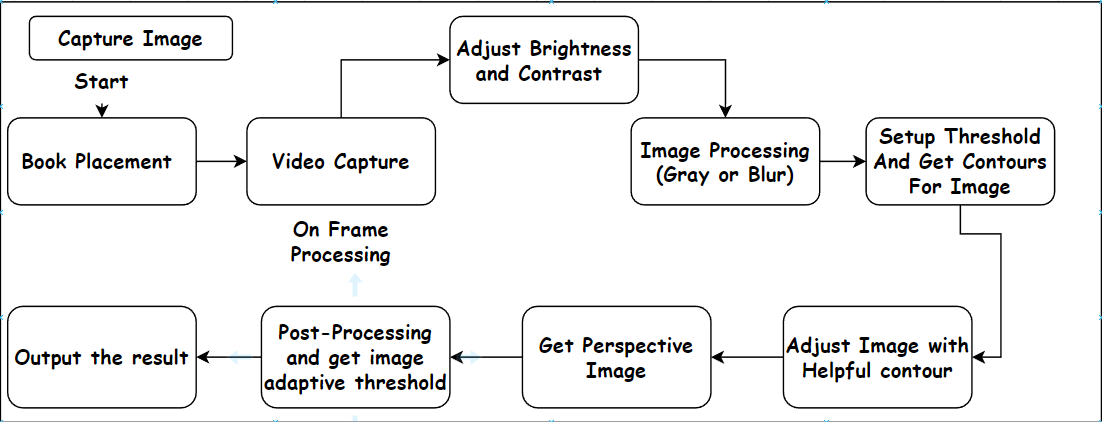 Capture Image
Start
Book Placement
Video Capture
On Frame
Processing
Adjust Brightness
and Contrast
Image Processing
(Gray or Blur)
Setup Threshold
And Get Contours
For Image
Adjust Image with
Helpful contour
Get Perspective
Image
Post-Processing
and get image
adaptive threshold
Output the result